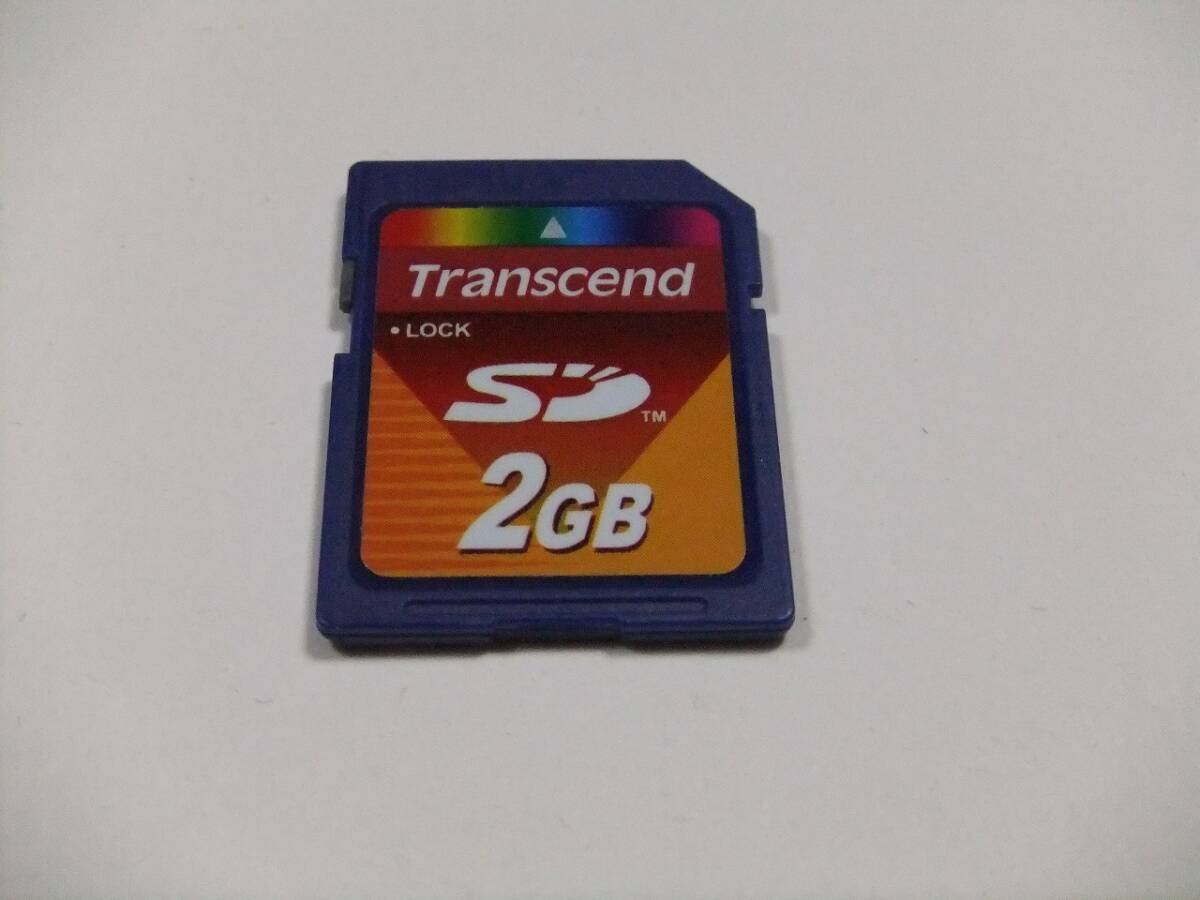 Transcend
• LOCK
SD™
2GB